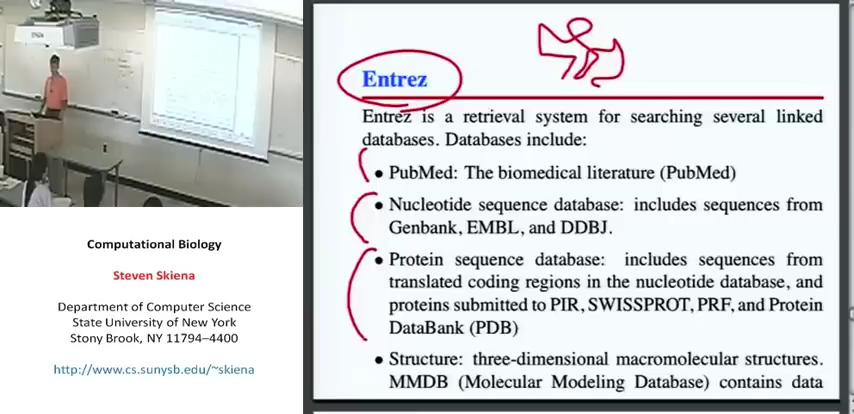 Computational Biology
Steven Skiena
Department of Computer Science
State University of New York
Stony Brook, NY 11794–4400
http://www.cs.sunysb.edu/~skiena
Entrez
Entrez is a retrieval system for searching several linked
databases. Databases include:
• PubMed: The biomedical literature (PubMed)
• Nucleotide sequence database: includes sequences from
Genbank, EMBL, and DDBJ.
• Protein sequence database: includes sequences from
translated coding regions in the nucleotide database, and
proteins submitted to PIR, SWISSPROT, PRF, and Protein
DataBank (PDB)
• Structure: three-dimensional macromolecular structures.
MMDB (Molecular Modeling Database) contains data